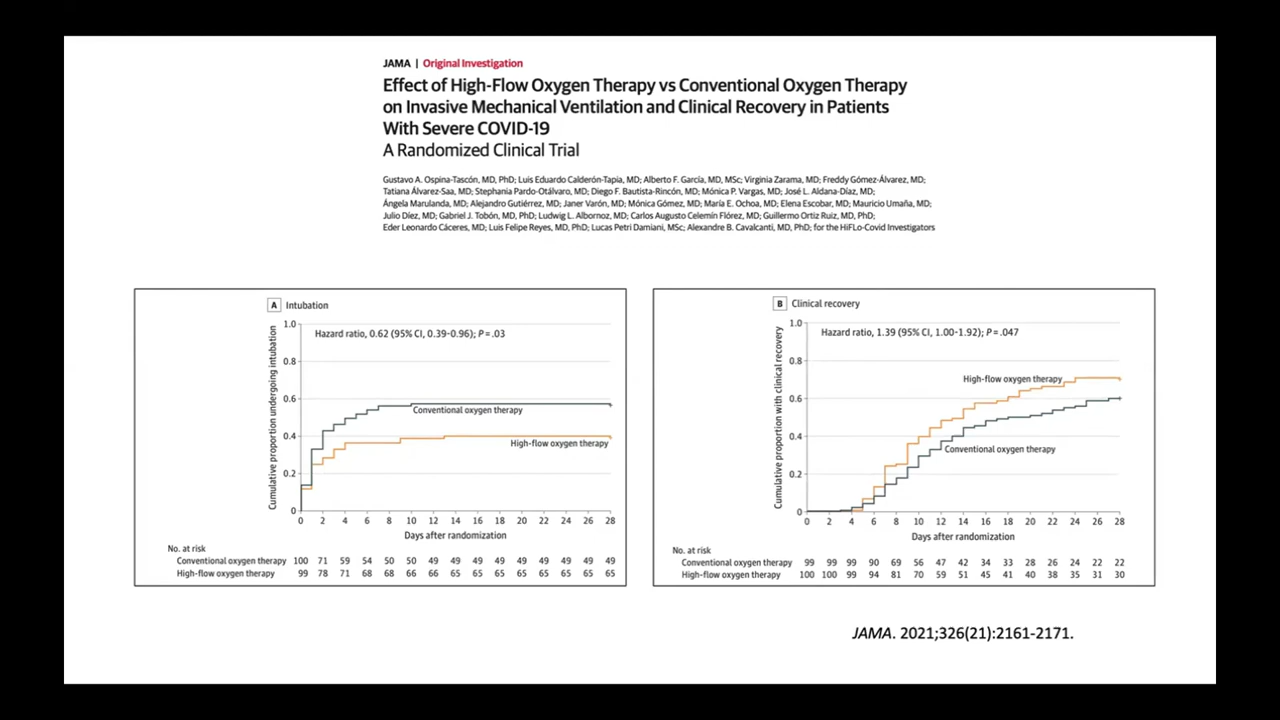 JAMA | Original Investigation
Effect of High-Flow Oxygen Therapy vs Conventional Oxygen Therapy
on Invasive Mechanical Ventilation and Clinical Recovery in Patients
With Severe COVID-19
A Randomized Clinical Trial
Gustavo A. Ospina-Tascón, MD, PhD; Luis Eduardo Calderón-Tapia, MD; Alberto F. García, MD, MSc; Virginia Zarama, MD; Freddy Gómez-Álvarez, MD;
Tatiana Álvarez-Saa, MD; Stephania Pardo-Otálvaro, MD; Diego F. Bautista-Rincón, MD; Mónica P. Vargas, MD; José L. Aldana-Díaz, MD;
Ángela Marulanda, MD; Alejandro Gutiérrez, MD; Janer Varón, MD; Mónica Gómez, MD; María E. Ochoa, MD; Elena Escobar, MD; Mauricio Umaña, MD;
Julio Díez, MD; Gabriel J. Tobón, MD, PhD; Ludwig L. Albornoz, MD; Carlos Augusto Celemín Flórez, MD; Guillermo Ortiz Ruiz, MD, PhD;
Eder Leonardo Cáceres, MD; Luis Felipe Reyes, MD, PhD; Lucas Petri Damiani, MSc; Alexandre B. Cavalcanti, MD, PhD; for the HiFLo-Covid Investigators
A Intubation
Hazard ratio, 0.62 (95% CI, 0.39-0.96); P = .03
Cumulative proportion undergoing intubation
1.0
0.8
0.6
0.4
0.2
0
Conventional oxygen therapy
High-flow oxygen therapy
0 2 4 6 8 10 12 14 16 18 20 22 24 26 28
Days after randomization
No. at risk
Conventional oxygen therapy 100 71 59 54 50 50 49 49 49 49 49 49 49 49 49
High-flow oxygen therapy 99 78 71 68 68 66 66 65 65 65 65 65 65 65 65
B Clinical recovery
Hazard ratio, 1.39 (95% CI, 1.00-1.92); P = .047
Cumulative proportion with clinical recovery
1.0
0.8
0.6
0.4
0.2
0
High-flow oxygen therapy
Conventional oxygen therapy
0 2 4 6 8 10 12 14 16 18 20 22 24 26 28
Days after randomization
No. at risk
Conventional oxygen therapy 99 99 99 90 69 56 47 42 34 33 28 26 24 22 22
High-flow oxygen therapy 100 100 99 94 81 70 59 51 45 41 40 38 35 31 30
JAMA. 2021;326(21):2161-2171.